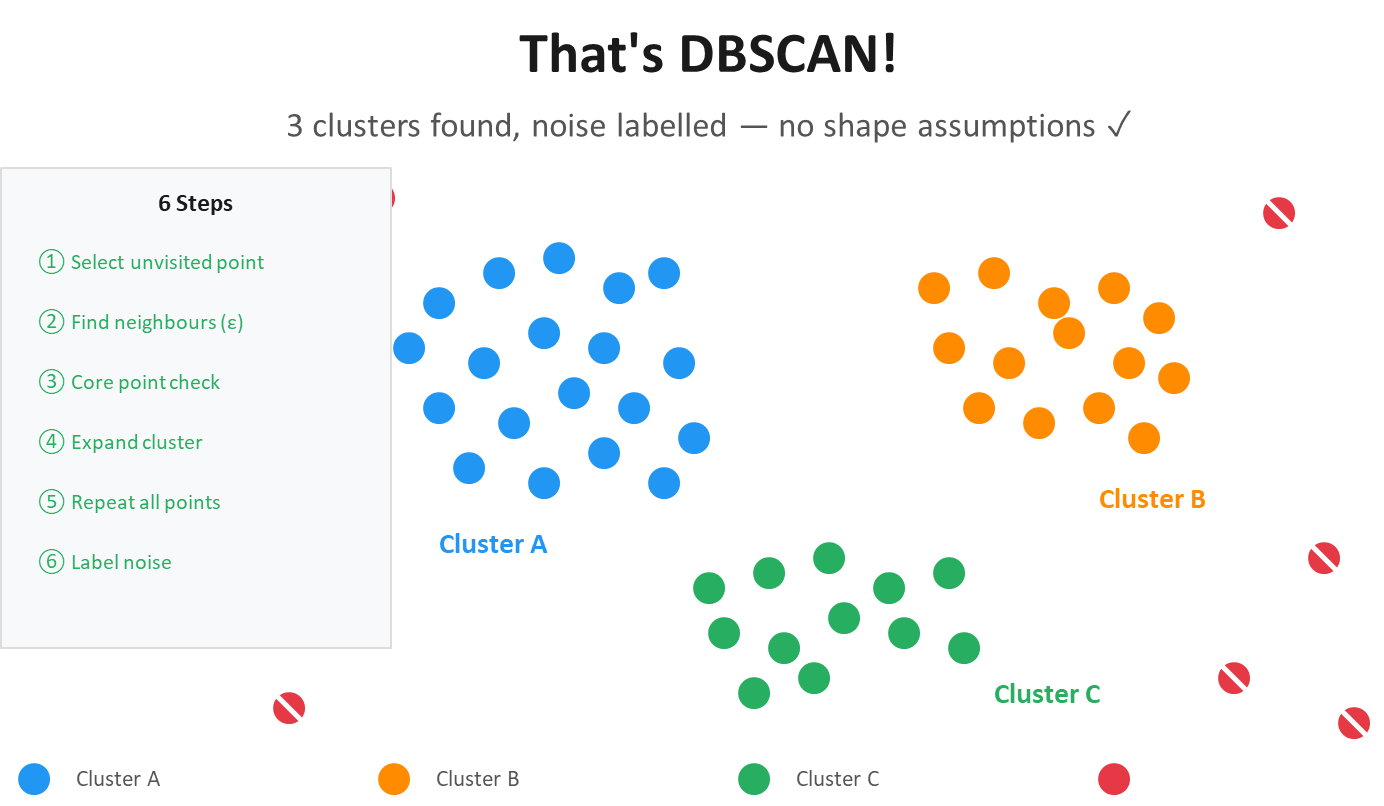 That's DBSCAN!
3 clusters found, noise labelled — no shape assumptions ✓
6 Steps
① Select unvisited point
② Find neighbours (ε)
③ Core point check
④ Expand cluster
⑤ Repeat all points
⑥ Label noise
Cluster A
Cluster B
Cluster C
Cluster A
Cluster B
Cluster C